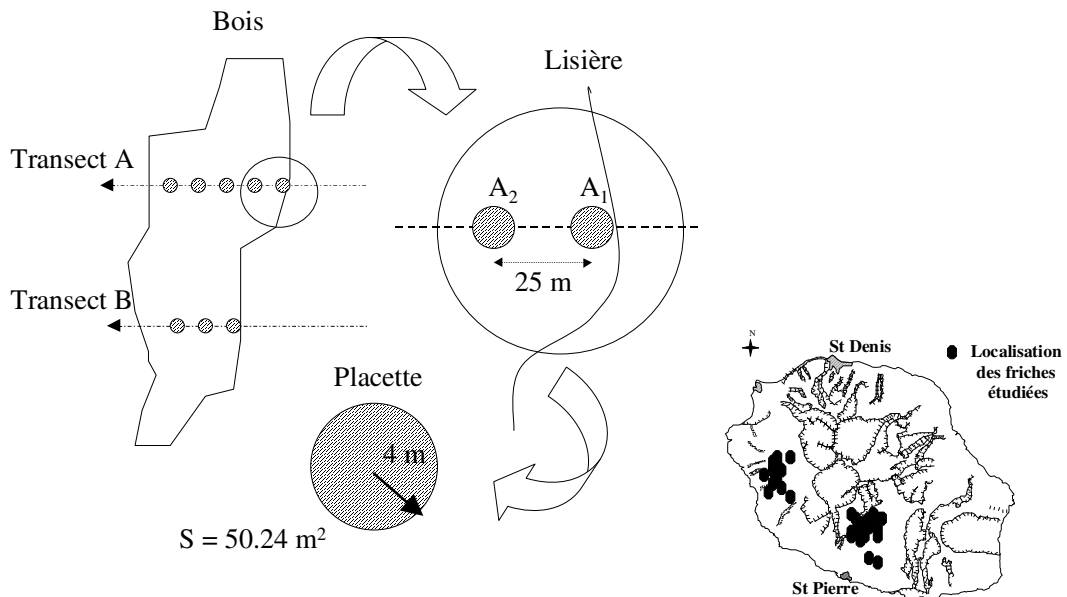 Bois
Lisière
Transect A
A2
A1
25 m
Transect B
Placette
4 m
S = 50.24 m²
N
St Denis
Localisation
des friches
étudiées
St Pierre